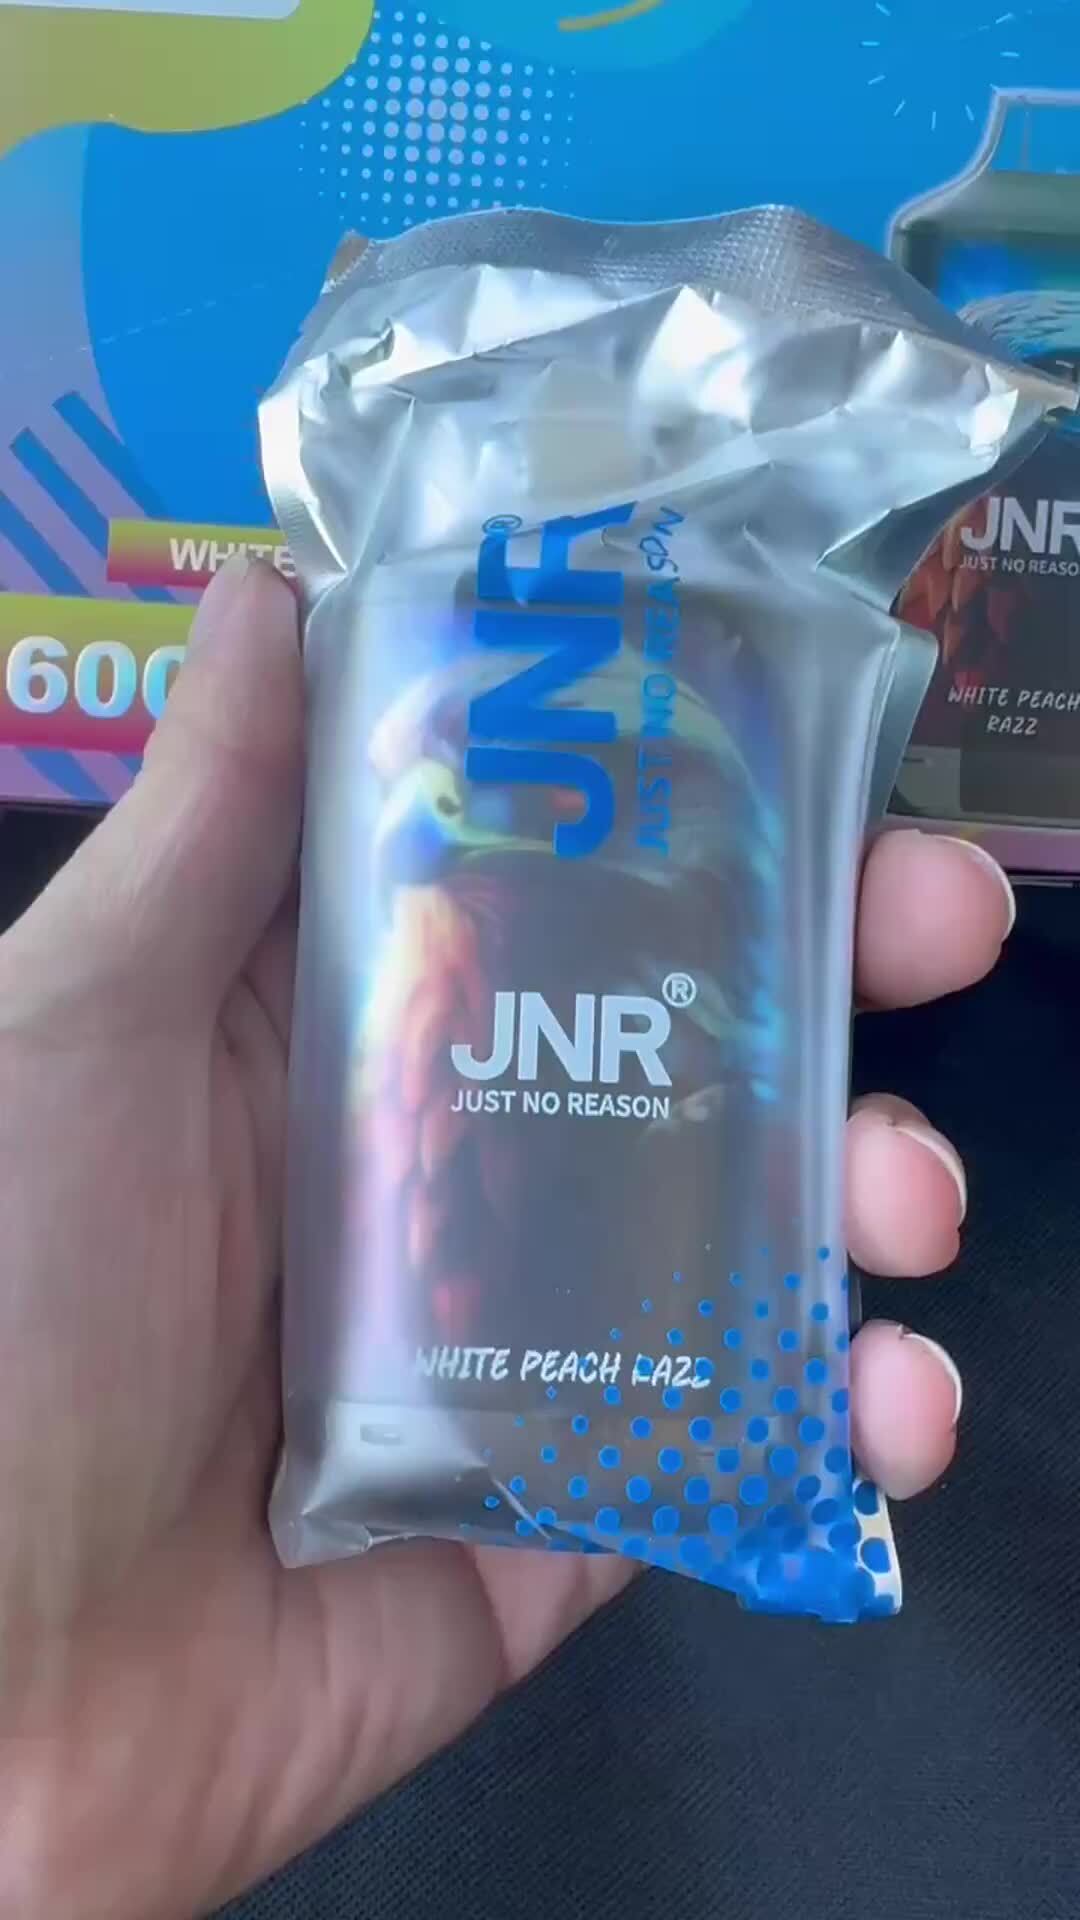 WHITE
600
JNR®
JUST NO REASON
JNR®
JUST NO REASON
WHITE PEACH RAZZ
JNR
JUST NO REASON
WHITE PEACH
RAZZ